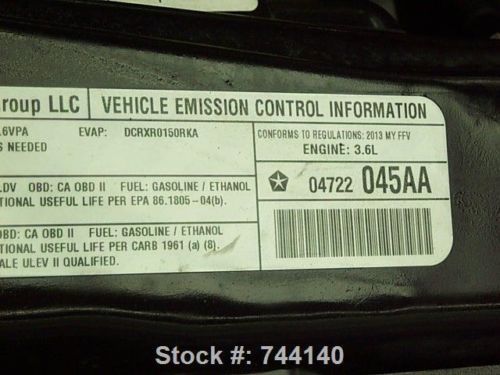 Group LLC VEHICLE EMISSION CONTROL INFORMATION
.6VPA EVAP: DCRXR0150RKA
S NEEDED
CONFORMS TO REGULATIONS: 2013 MY FFV
ENGINE: 3.6L
LDV OBD: CA OBD II FUEL: GASOLINE / ETHANOL
TIONAL USEFUL LIFE PER EPA 86.1805-04(b).
04722 045AA
OBD: CA OBD II FUEL: GASOLINE / ETHANOL
TIONAL USEFUL LIFE PER CARB 1961 (a) (8).
ALE ULEV II QUALIFIED.
Stock #: 744140